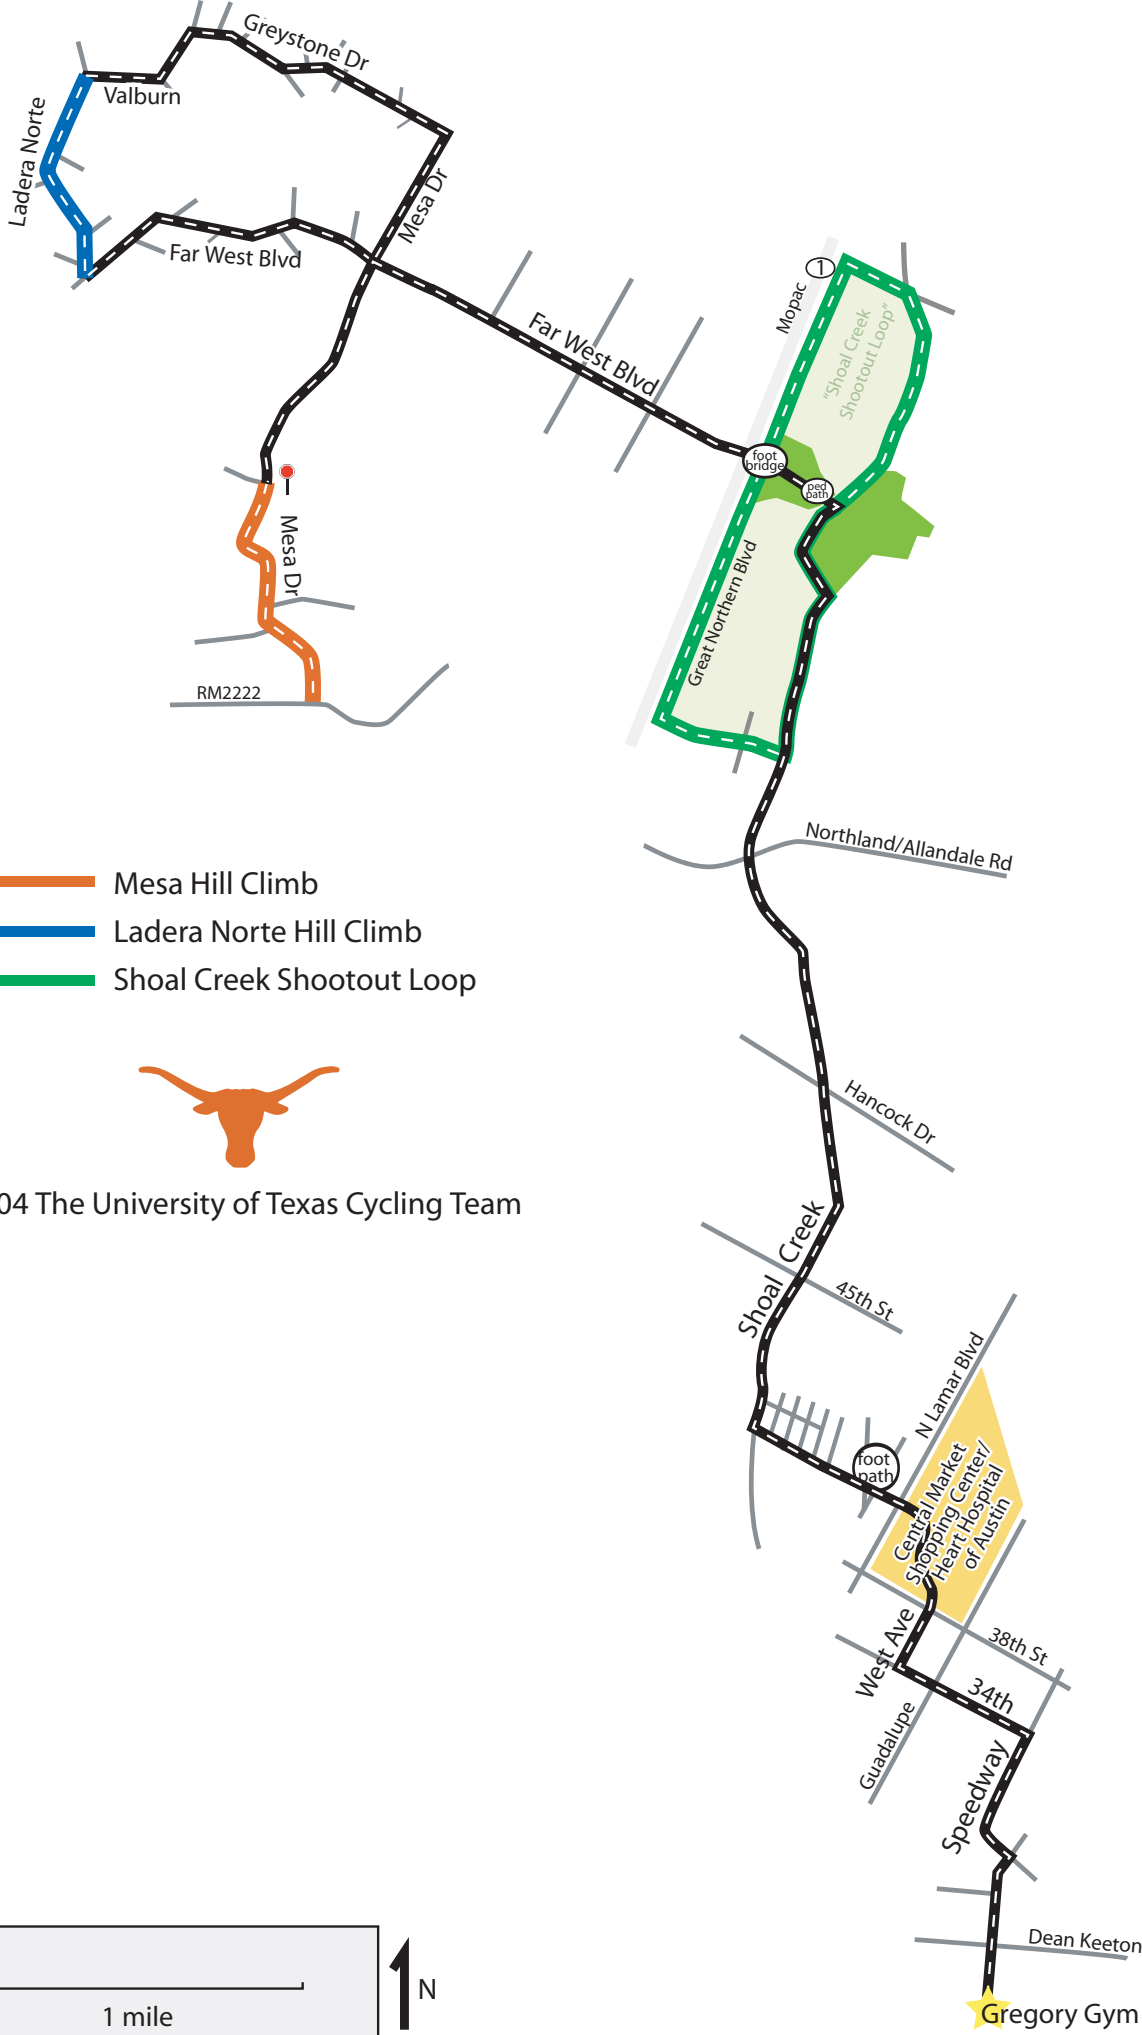 Greystone Dr
Valburn
Ladera Norte
Mesa Dr
Far West Blvd
Far West Blvd
1
Mopac
"Shoal Creek
Shootout Loop"
foot
bridge
ped
path
Mesa Dr
Great Northern Blvd
RM2222
Northland/Allandale Rd
Mesa Hill Climb
Ladera Norte Hill Climb
Shoal Creek Shootout Loop
Hancock Dr
04 The University of Texas Cycling Team
Shoal Creek
45th St
N Lamar Blvd
foot
path
Central Market
Shopping Center/
Heart Hospital
of Austin
West Ave
38th St
34th
Guadalupe
Speedway
Dean Keeton
N
1 mile
Gregory Gym